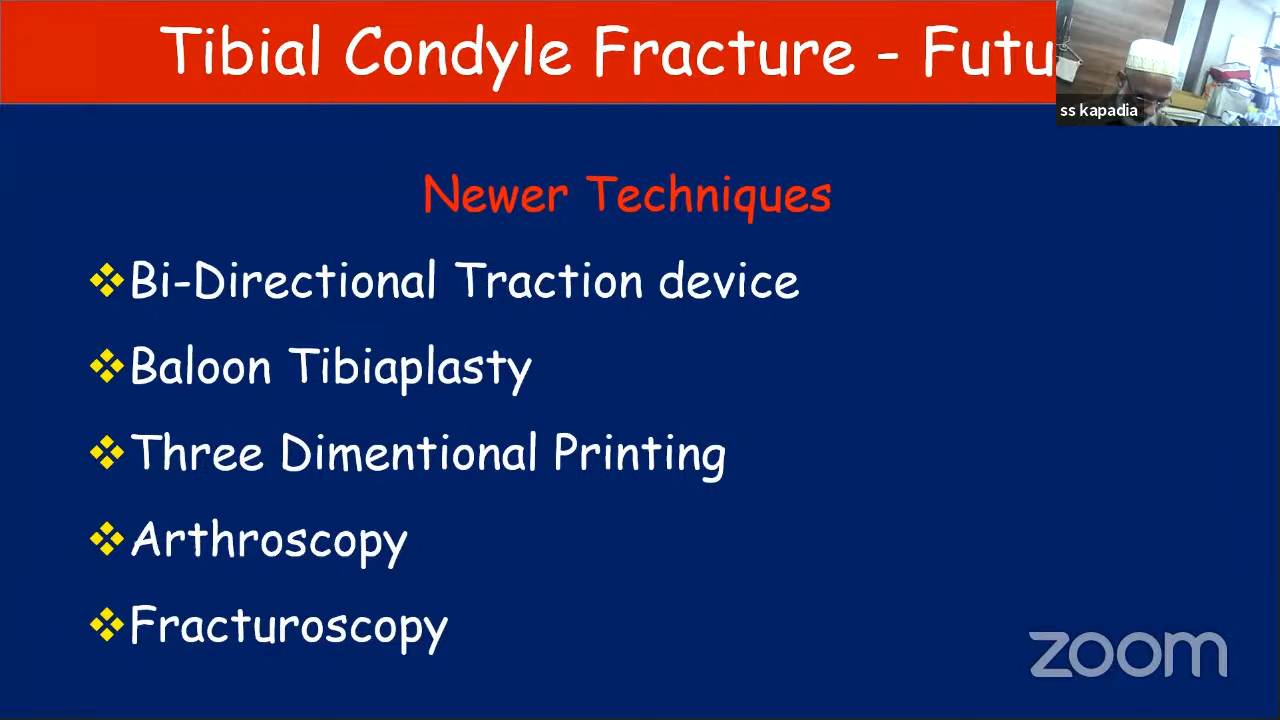 Tibial Condyle Fracture - Futu
ss kapadia
Newer Techniques
Bi-Directional Traction device
Baloon Tibiaplasty
Three Dimentional Printing
Arthroscopy
Fracturoscopy
zoom